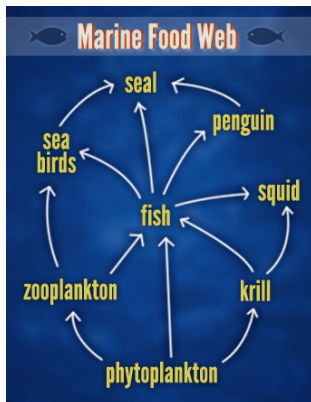 Marine Food Web
seal
penguin
sea
birds
squid
fish
zooplankton
krill
phytoplankton